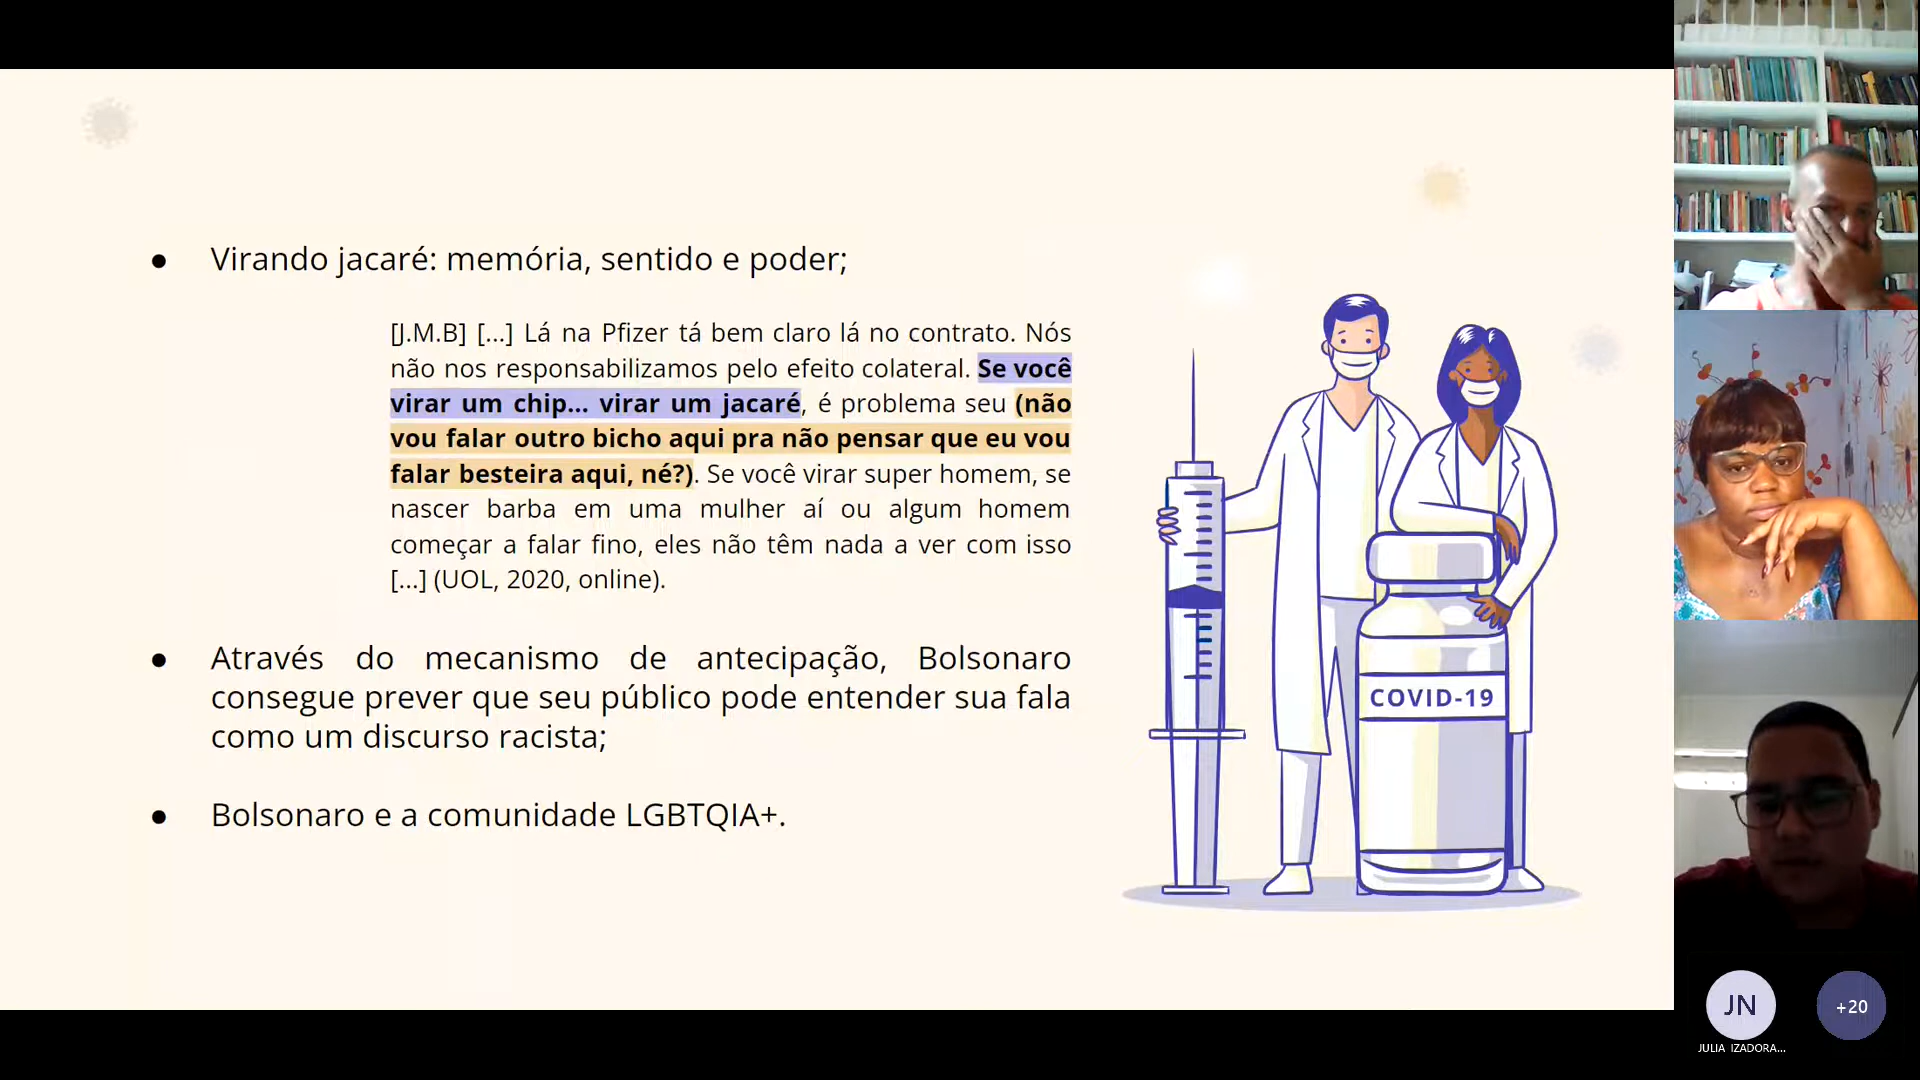 ● Virando jacaré: memória, sentido e poder;
[J.M.B] [...] Lá na Pfizer tá bem claro lá no contrato. Nós
não nos responsabilizamos pelo efeito colateral. Se você
virar um chip... virar um jacaré, é problema seu (não
vou falar outro bicho aqui pra não pensar que eu vou
falar besteira aqui, né?). Se você virar super homem, se
nascer barba em uma mulher aí ou algum homem
começar a falar fino, eles não têm nada a ver com isso
[...] (UOL, 2020, online).
● Através do mecanismo de antecipação, Bolsonaro
consegue prever que seu público pode entender sua fala
como um discurso racista;
● Bolsonaro e a comunidade LGBTQIA+.
COVID-19
JN
+20
JULIA IZADORA...